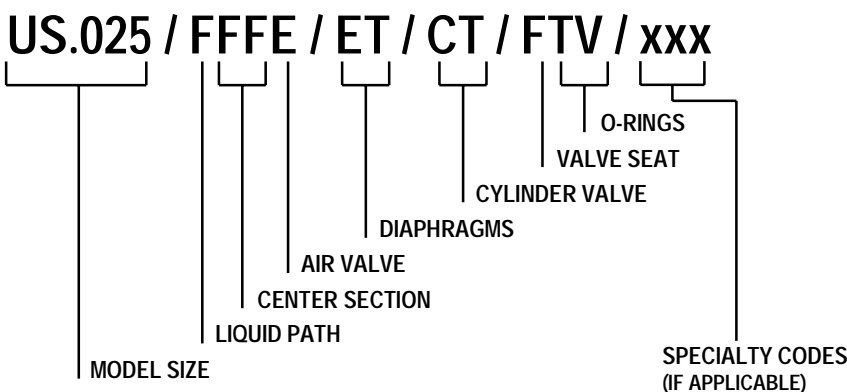 US.025 / FFFE / ET / CT / FTV / xxx
O-RINGS
VALVE SEAT
CYLINDER VALVE
DIAPHRAGMS
AIR VALVE
CENTER SECTION
LIQUID PATH
MODEL SIZE
SPECIALTY CODES
(IF APPLICABLE)